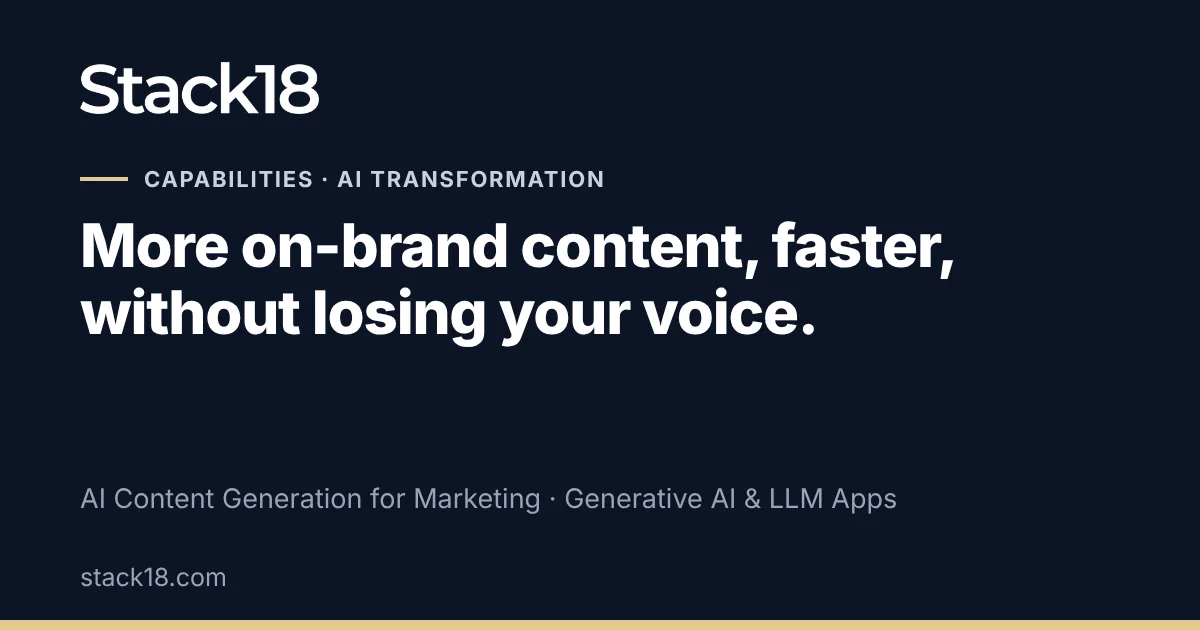 Stack18
CAPABILITIES · AI TRANSFORMATION
More on-brand content, faster,
without losing your voice.
AI Content Generation for Marketing · Generative AI & LLM Apps
stack18.com